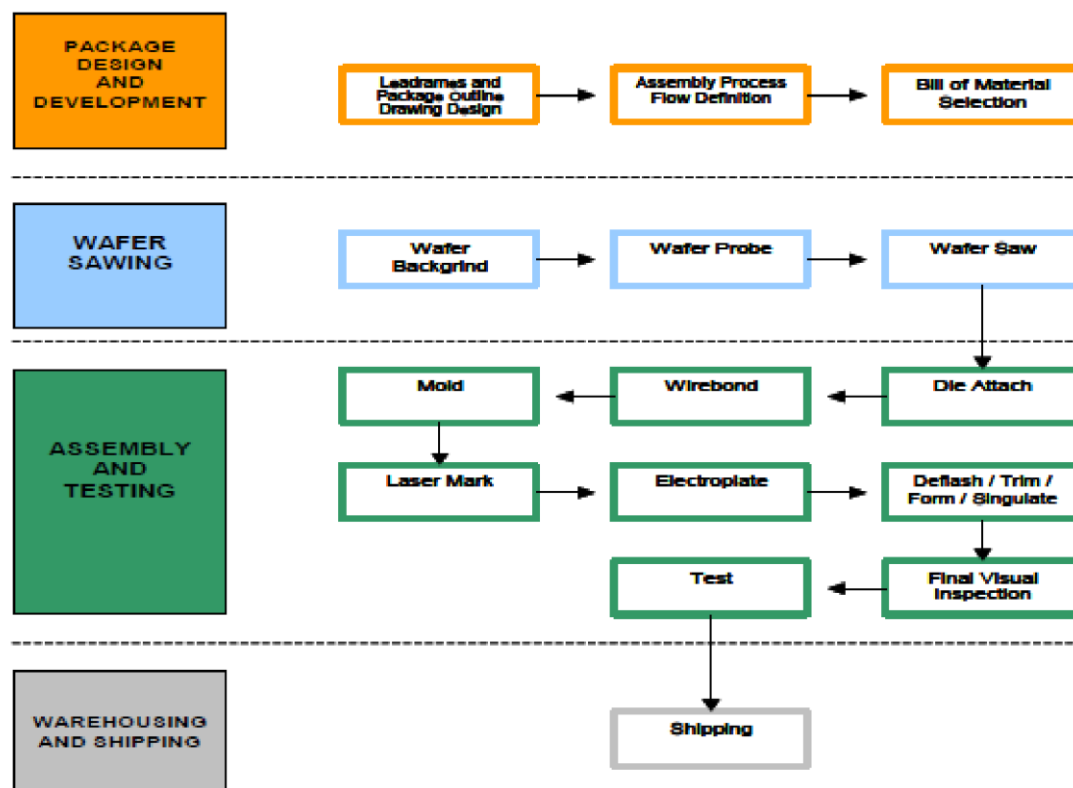 PACKAGE
DESIGN
AND
DEVELOPMENT
Leadrames and
Package outline
Drawing Design
Assembly Process
Flow Definition
Bill of Material
Selection
WAFER
SAWING
Wafer
Backgrind
Wafer Probe
Wafer Saw
ASSEMBLY
AND
TESTING
Mold
Wirebond
Die Attach
Laser Mark
Electroplate
Deflash / Trim /
Form / Singulate
Test
Final Visual
Inspection
WAREHOUSING
AND SHIPPING
Shipping